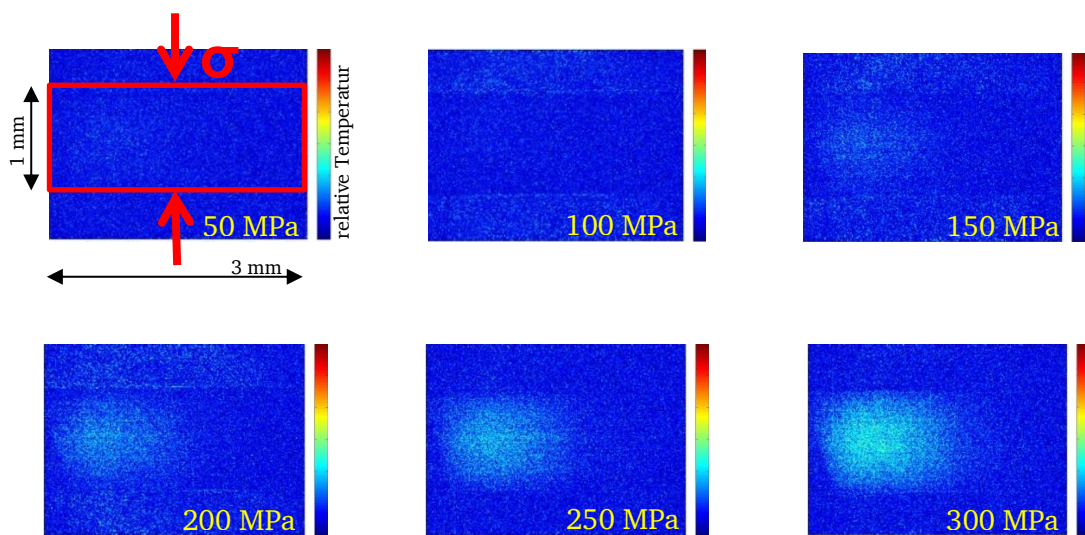 σ
1 mm
relative Temperatur
50 MPa
3 mm
100 MPa
150 MPa
200 MPa
250 MPa
300 MPa